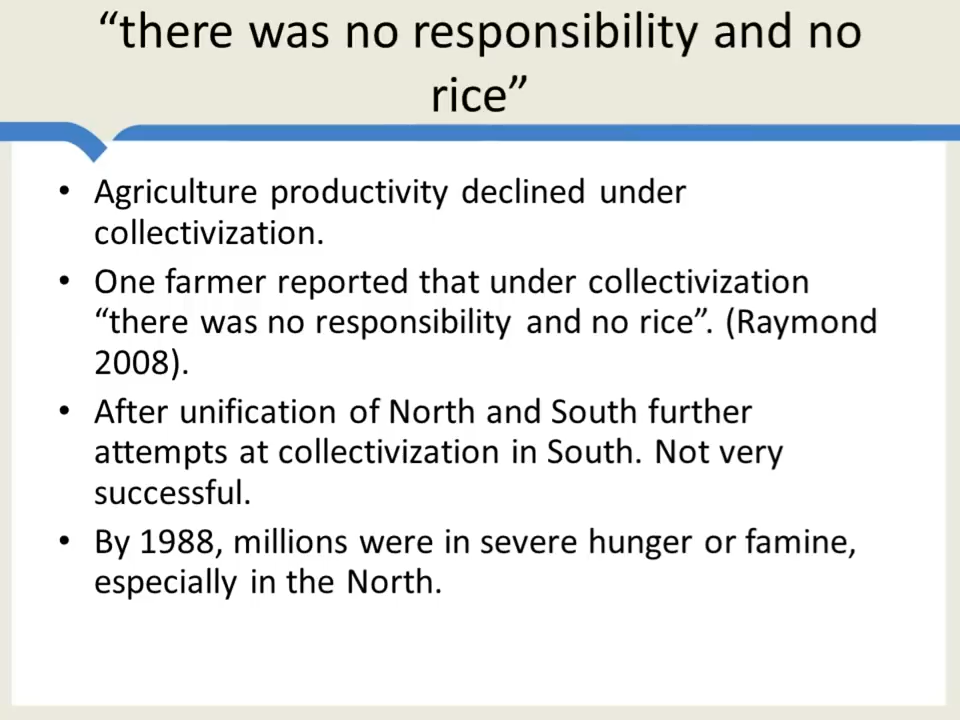 “there was no responsibility and no
rice”
• Agriculture productivity declined under
collectivization.
• One farmer reported that under collectivization
“there was no responsibility and no rice”. (Raymond
2008).
• After unification of North and South further
attempts at collectivization in South. Not very
successful.
• By 1988, millions were in severe hunger or famine,
especially in the North.